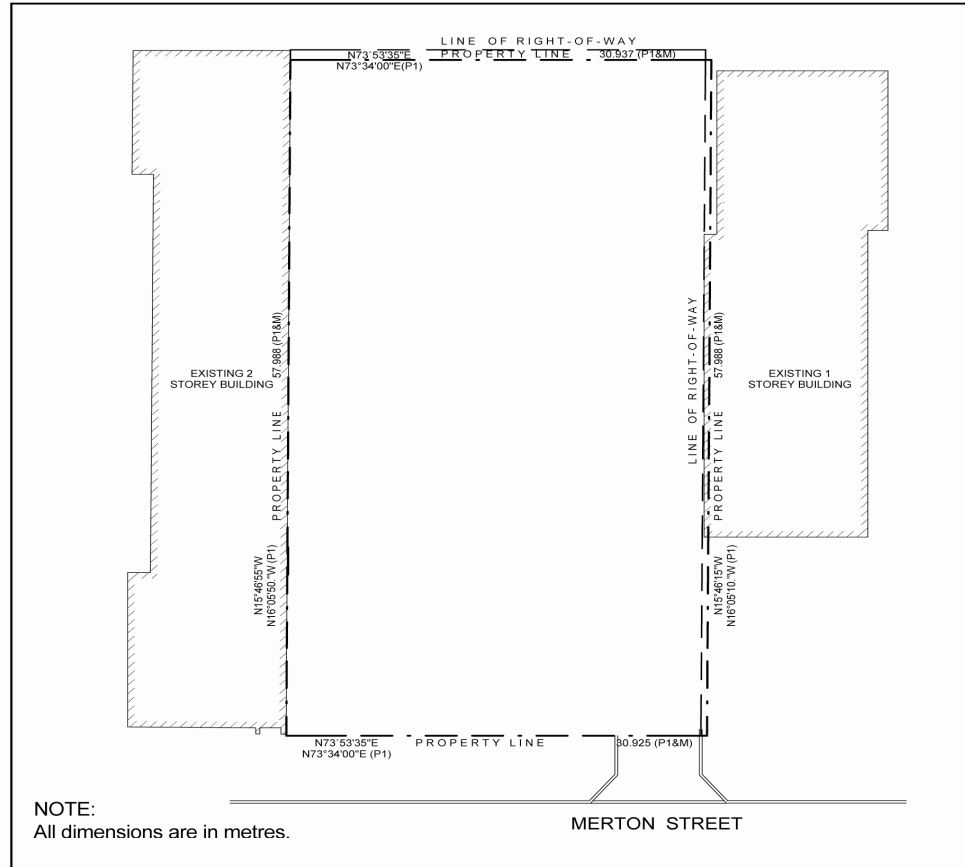 LINE OF RIGHT-OF-WAY
N73°53'35"E PROPERTY LINE 30.937 (P1&M)
N73°34'00"E(P1)
EXISTING 2
STOREY BUILDING
57.988 (P1&M)
PROPERTY LINE
N15°46'55"W
N16°05'50."W (P1)
LINE OF RIGHT-OF-WAY
57.988 (P1&M)
PROPERTY LINE
N15°46'15"W
N16°05'10."W (P1)
EXISTING 1
STOREY BUILDING
N73°53'35"E PROPERTY LINE 30.925 (P1&M)
N73°34'00"E (P1)
NOTE:
All dimensions are in metres.
MERTON STREET